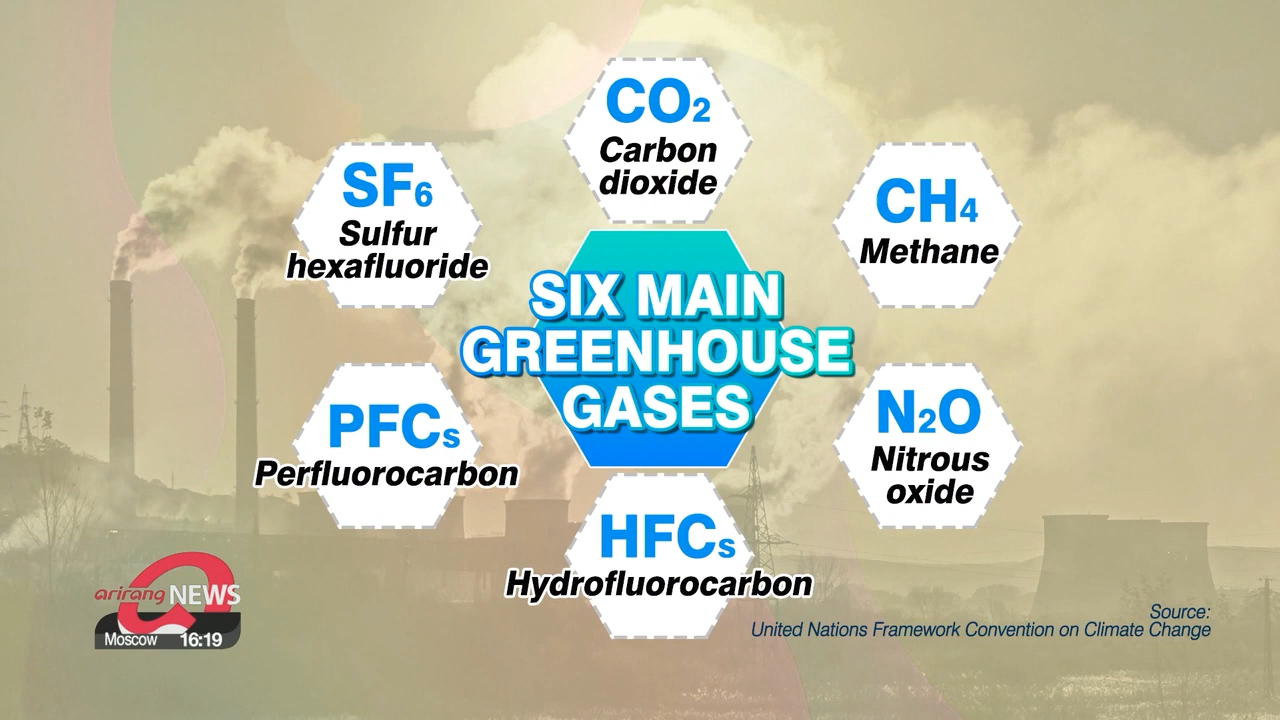 SIX MAIN
GREENHOUSE
GASES
CO₂
Carbon
dioxide
CH₄
Methane
N₂O
Nitrous
oxide
HFCs
Hydrofluorocarbon
PFCs
Perfluorocarbon
SF₆
Sulfur
hexafluoride
arirang NEWS
Moscow 16:19
Source:
United Nations Framework Convention on Climate Change